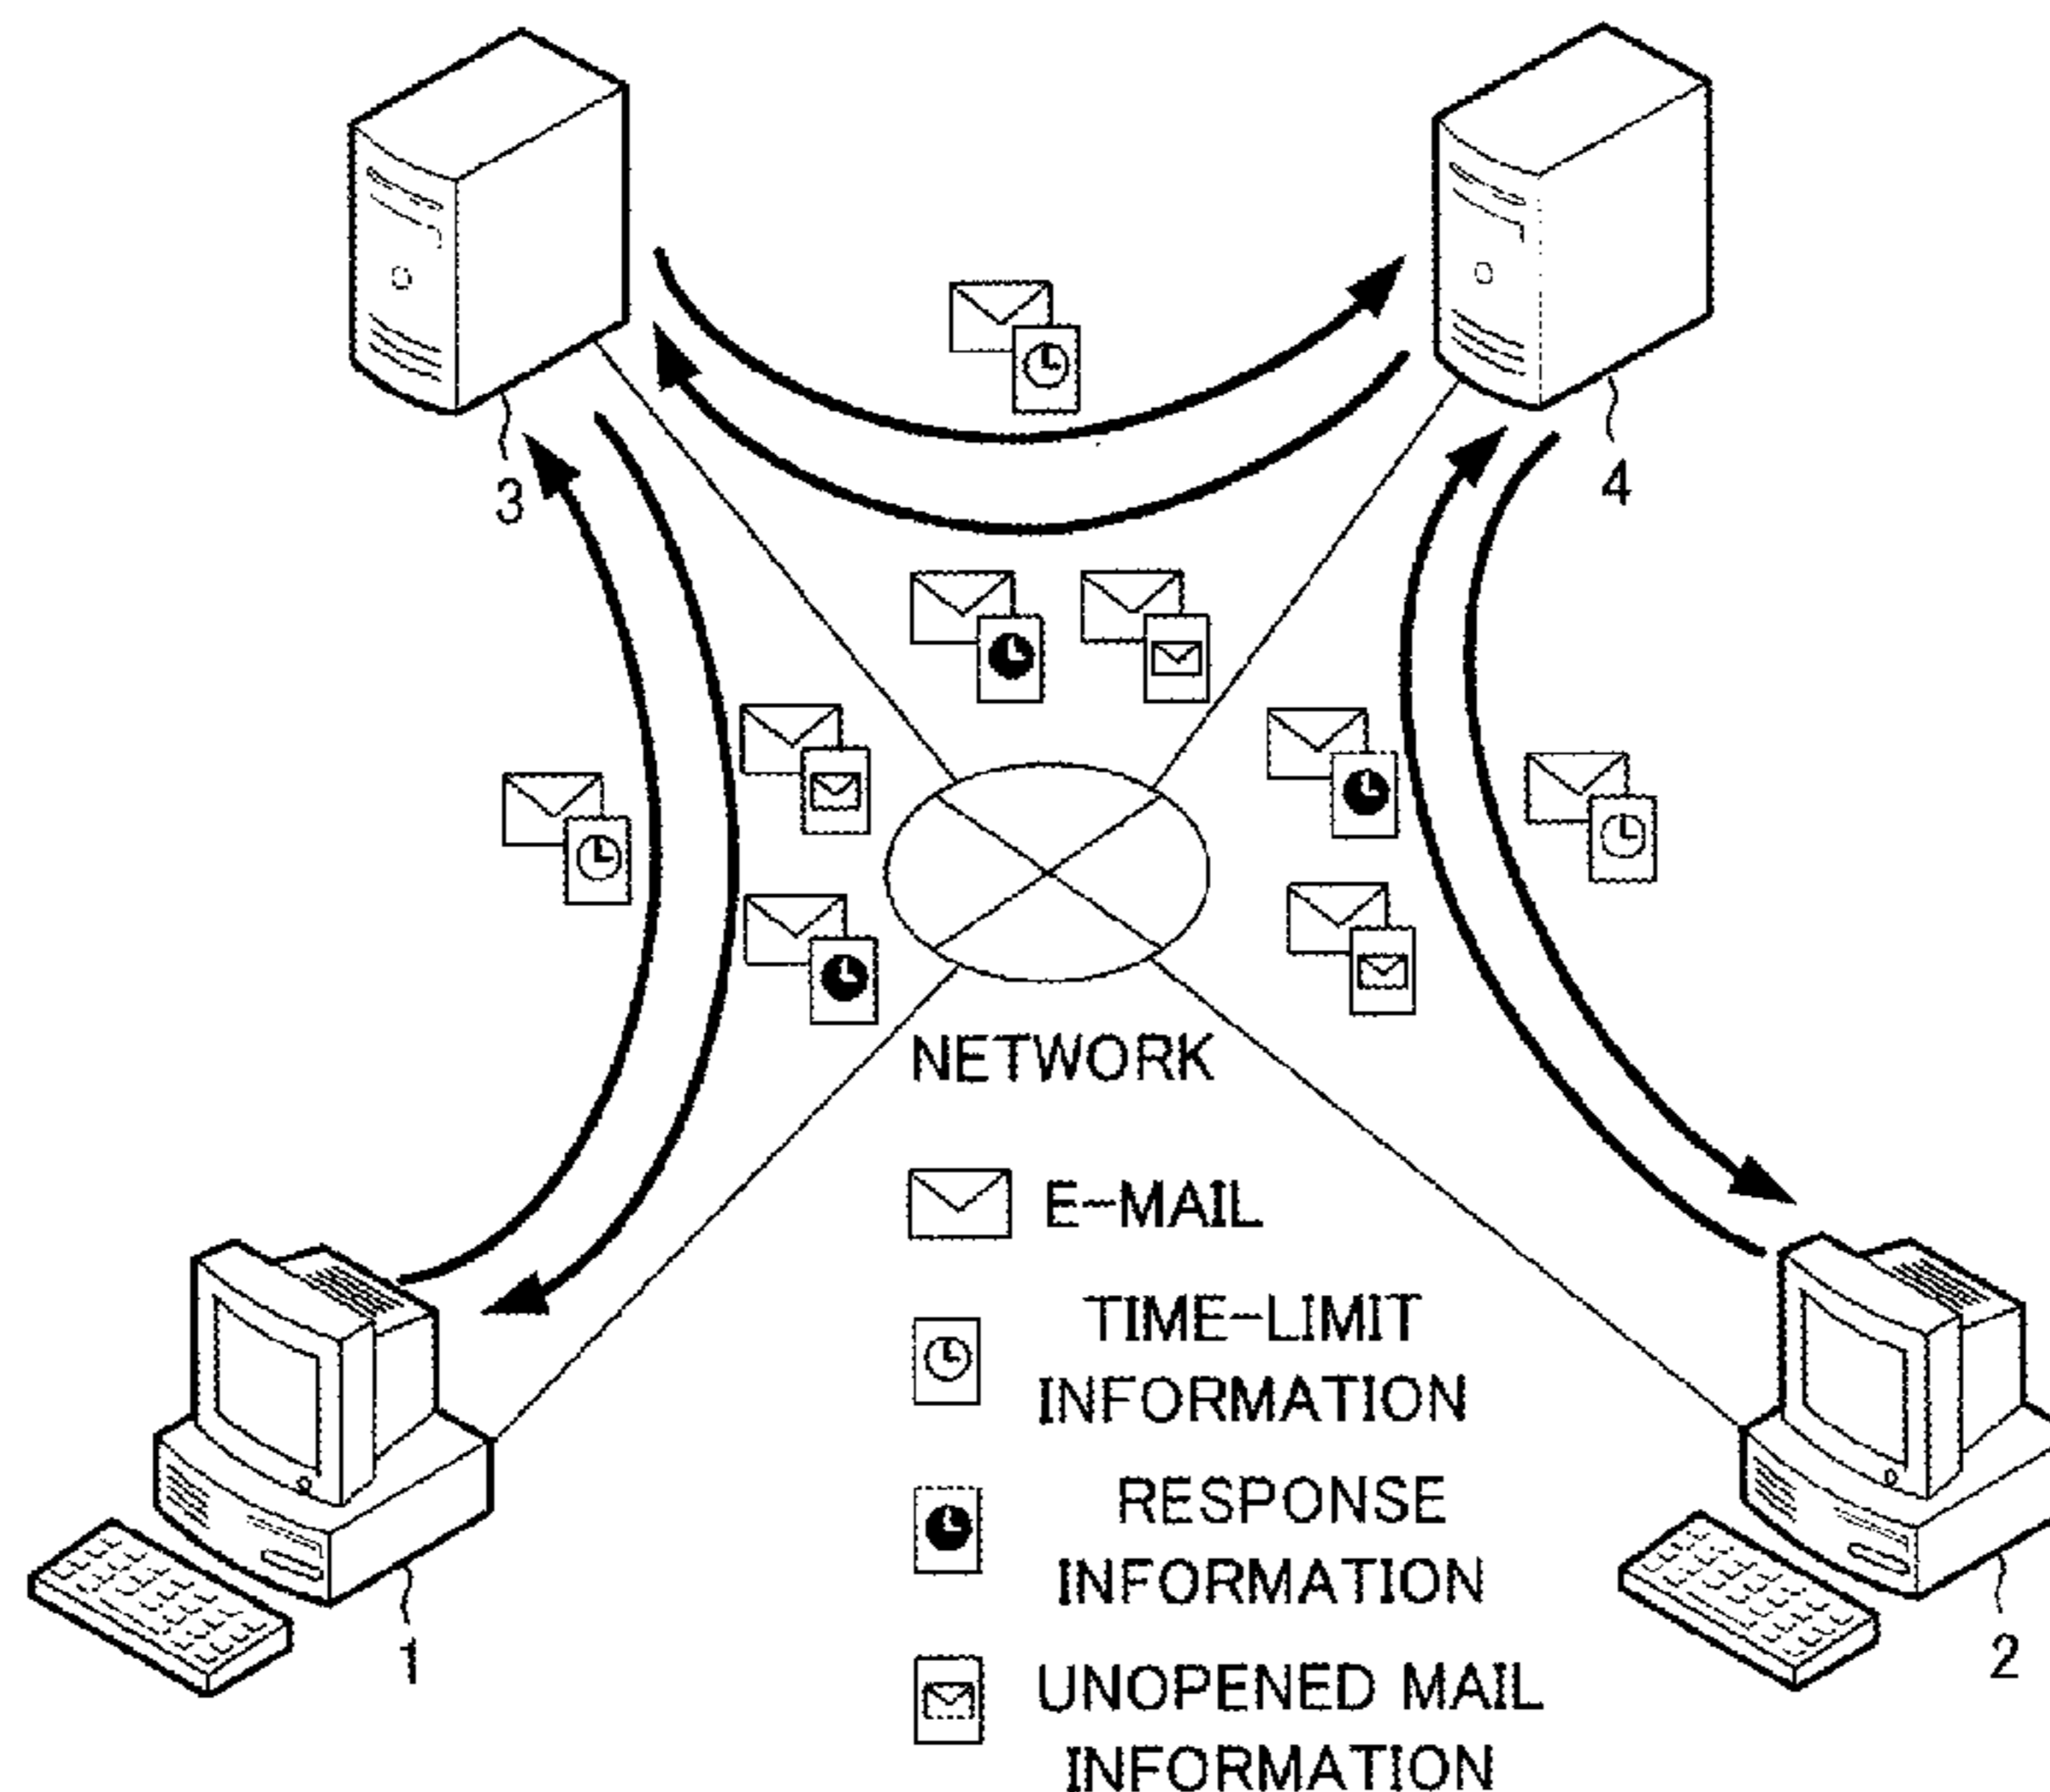 3
4
NETWORK
E-MAIL
TIME-LIMIT
INFORMATION
RESPONSE
INFORMATION
UNOPENED MAIL
INFORMATION
1
2